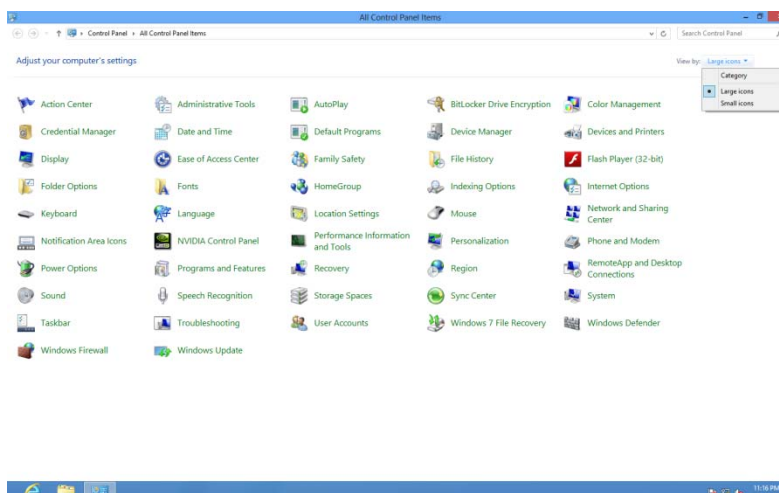 All Control Panel Items
Control Panel
All Control Panel Items
Search Control Panel
Adjust your computer's settings
View by: Large icons
Category
Large icons
Small icons
Action Center
Administrative Tools
AutoPlay
BitLocker Drive Encryption
Color Management
Credential Manager
Date and Time
Default Programs
Device Manager
Devices and Printers
Display
Ease of Access Center
Family Safety
File History
Flash Player (32-bit)
Folder Options
Fonts
HomeGroup
Indexing Options
Internet Options
Keyboard
Language
Location Settings
Mouse
Network and Sharing
Center
Notification Area Icons
NVIDIA Control Panel
Performance Information
and Tools
Personalization
Phone and Modem
Power Options
Programs and Features
Recovery
Region
RemoteApp and Desktop
Connections
Sound
Speech Recognition
Storage Spaces
Sync Center
System
Taskbar
Troubleshooting
User Accounts
Windows 7 File Recovery
Windows Defender
Windows Firewall
Windows Update
11:16 PM